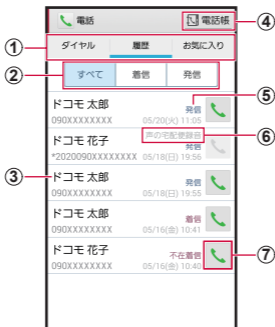 電話
電話帳
④
①
ダイヤル 履歴 お気に入り
②
すべて 着信 発信
⑤
ドコモ 太郎
発信
090XXXXXXXX 05/20(火) 11:05
声の宅配便録音
⑥
ドコモ 花子
発信
*2020090XXXXXXXX 05/18(日) 19:56
③
ドコモ 太郎
発信
090XXXXXXXX 05/18(日) 19:55
ドコモ 太郎
着信
090XXXXXXXX 05/16(金) 10:41
ドコモ 花子
不在着信
⑦
090XXXXXXXX 05/16(金) 10:40